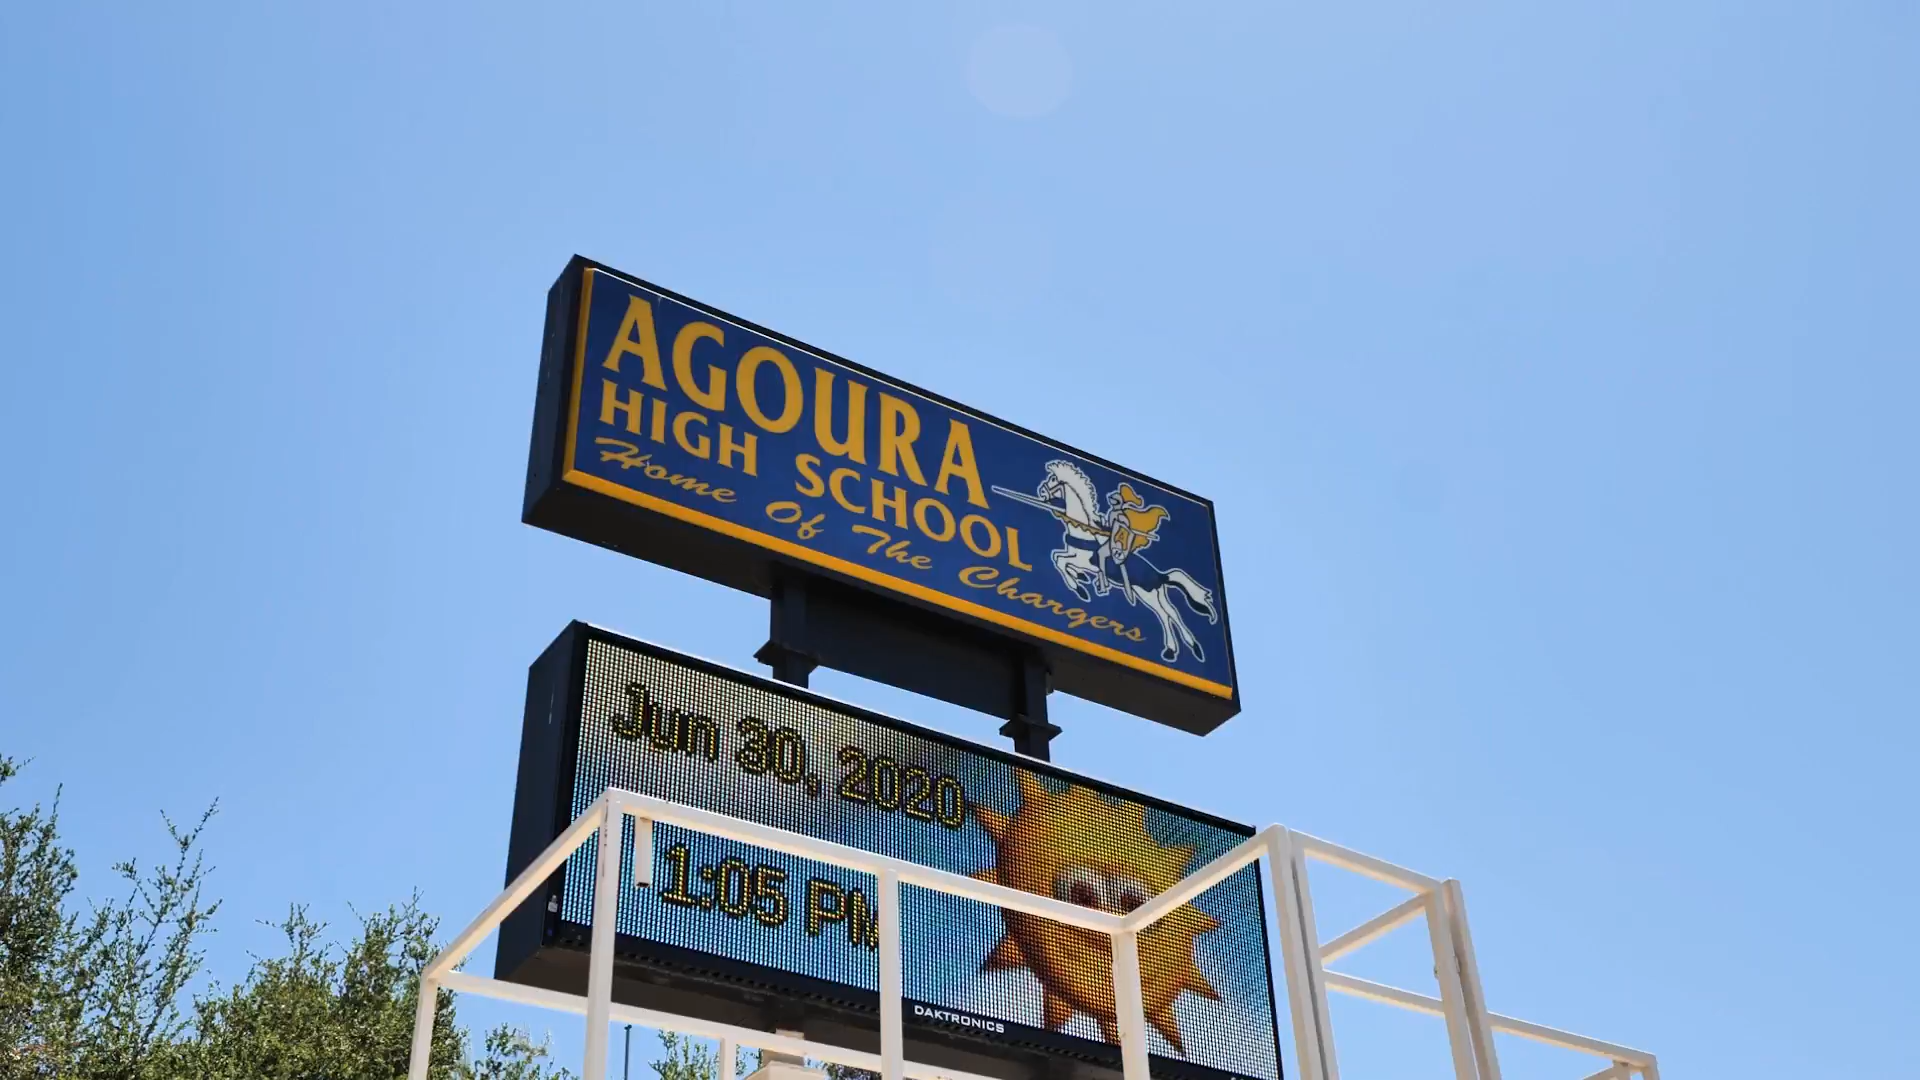 AGOURA
HIGH SCHOOL
Home Of The Chargers
A
Jun 30, 2020
1:05 PM
DAKTRONICS